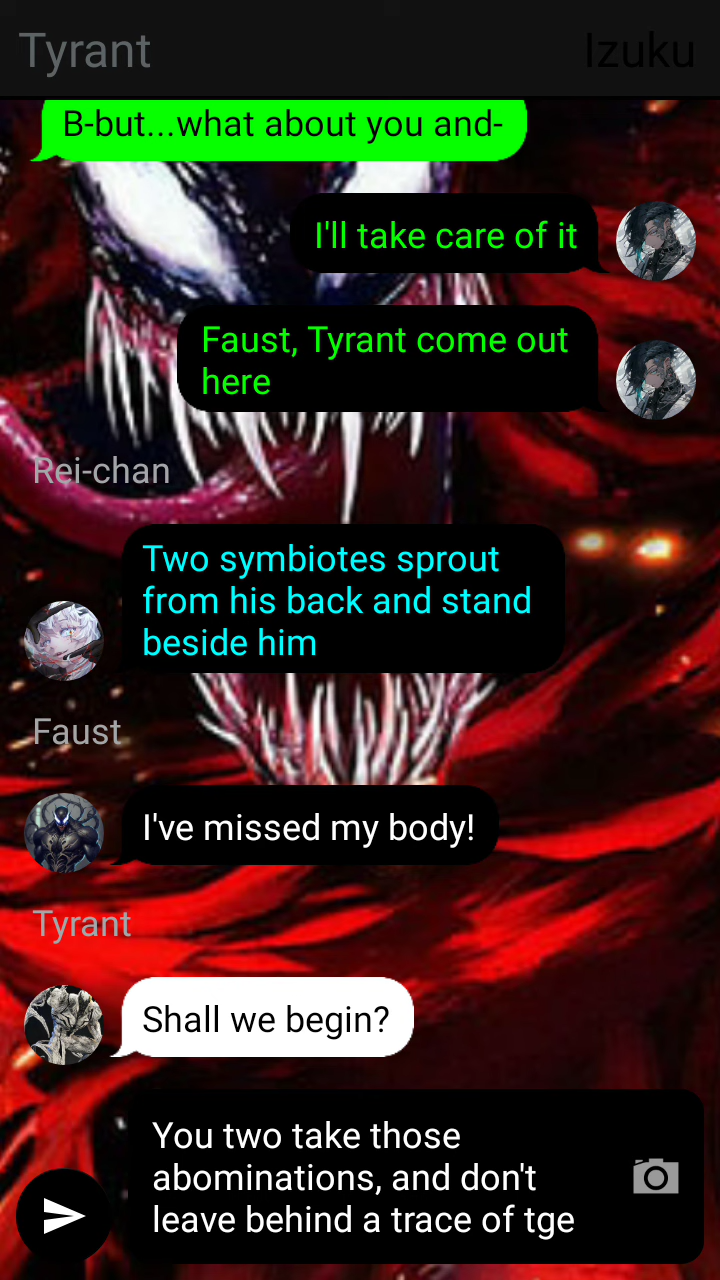 Tyrant
Izuku
B-but...what about you and-
I'll take care of it
Faust, Tyrant come out
here
Rei-chan
Two symbiotes sprout
from his back and stand
beside him
Faust
I've missed my body!
Tyrant
Shall we begin?
You two take those
abominations, and don't
leave behind a trace of tge